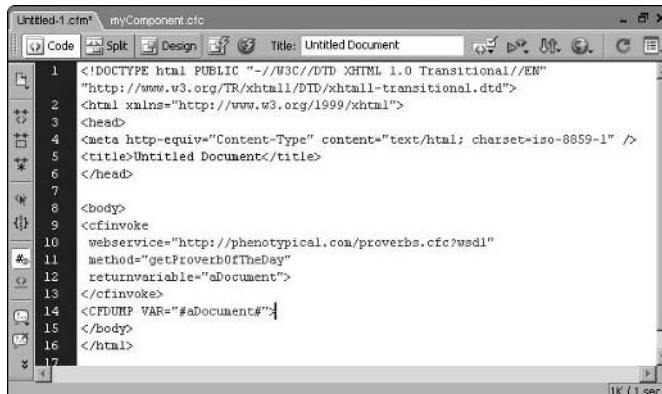 Untitled-1.cfm* myComponent.cfc
Code Split Design Title: Untitled Document
1 <!DOCTYPE html PUBLIC "-//W3C//DTD XHTML 1.0 Transitional//EN"
"http://www.w3.org/TR/xhtml1/DTD/xhtml1-transitional.dtd">
2 <html xmlns="http://www.w3.org/1999/xhtml">
3 <head>
4 <meta http-equiv="Content-Type" content="text/html; charset=iso-8859-1" />
5 <title>Untitled Document</title>
6 </head>
7
8 <body>
9 <cfinvoke
10 webservice="http://phenotypical.com/proverbs.cfc?wsdl"
11 method="getProverbOfTheDay"
12 returnvariable="aDocument">
13 </cfinvoke>
14 <CFDUMP VAR="#aDocument#">
15 </body>
16 </html>
17
1K / 1 sec